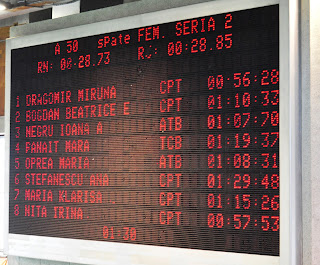 A 50 sPate FEM. SERIA 2
RN: 00:28.73 RJ: 00:28.85
1 DRAGOMIR MIRUNA CPT 00:56:28
2 BOGDAN BEATRICE E CPT 01:10:33
3 NEGRU IOANA A ATB 01:07:70
4 PANAIT MARA TCB 01:19:37
5 OPREA MARIA ATB 01:08:31
6 STEFANESCU ANA CPT 01:29:48
7 MARIA KLARISA CPT 01:15:26
8 NITA IRINA CPT 00:57:53
01:30